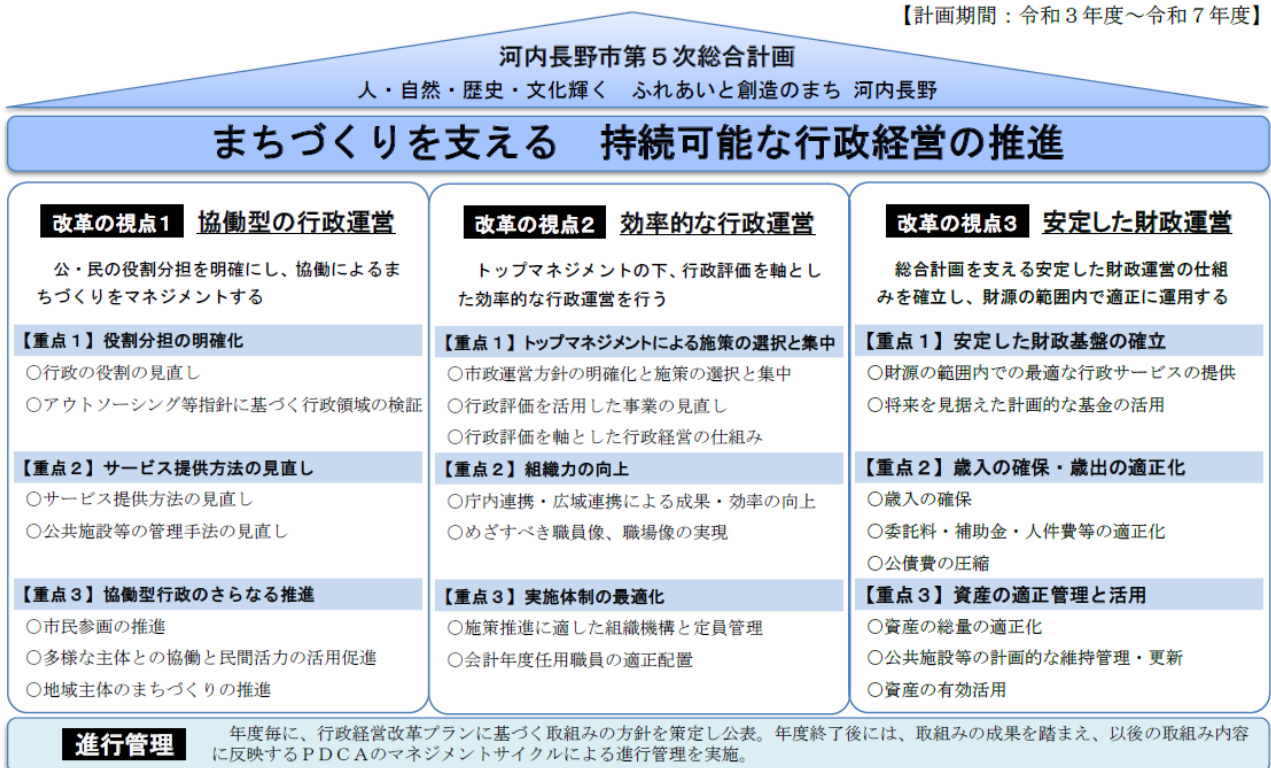 【計画期間：令和３年度～令和７年度】
河内長野市第５次総合計画
人・自然・歴史・文化輝く　ふれあいと創造のまち 河内長野
まちづくりを支える　持続可能な行政経営の推進
改革の視点1　協働型の行政運営
公・民の役割分担を明確にし、協働によるま
ちづくりをマネジメントする
【重点１】役割分担の明確化
○行政の役割の見直し
○アウトソーシング等指針に基づく行政領域の検証
【重点２】サービス提供方法の見直し
○サービス提供方法の見直し
○公共施設等の管理手法の見直し
【重点３】協働型行政のさらなる推進
○市民参画の推進
○多様な主体との協働と民間活力の活用促進
○地域主体のまちづくりの推進
改革の視点2　効率的な行政運営
トップマネジメントの下、行政評価を軸とし
た効率的な行政運営を行う
【重点１】トップマネジメントによる施策の選択と集中
○市政運営方針の明確化と施策の選択と集中
○行政評価を活用した事業の見直し
○行政評価を軸とした行政経営の仕組み
【重点２】組織力の向上
○庁内連携・広域連携による成果・効率の向上
○めざすべき職員像、職場像の実現
【重点３】実施体制の最適化
○施策推進に適した組織機構と定員管理
○会計年度任用職員の適正配置
改革の視点3　安定した財政運営
総合計画を支える安定した財政運営の仕組
みを確立し、財源の範囲内で適正に運用する
【重点１】安定した財政基盤の確立
○財源の範囲内での最適な行政サービスの提供
○将来を見据えた計画的な基金の活用
【重点２】歳入の確保・歳出の適正化
○歳入の確保
○委託料・補助金・人件費等の適正化
○公債費の圧縮
【重点３】資産の適正管理と活用
○資産の総量の適正化
○公共施設等の計画的な維持管理・更新
○資産の有効活用
進行管理
年度毎に、行政経営改革プランに基づく取組みの方針を策定し公表。年度終了後には、取組みの成果を踏まえ、以後の取組み内容
に反映するＰＤＣＡのマネジメントサイクルによる進行管理を実施。